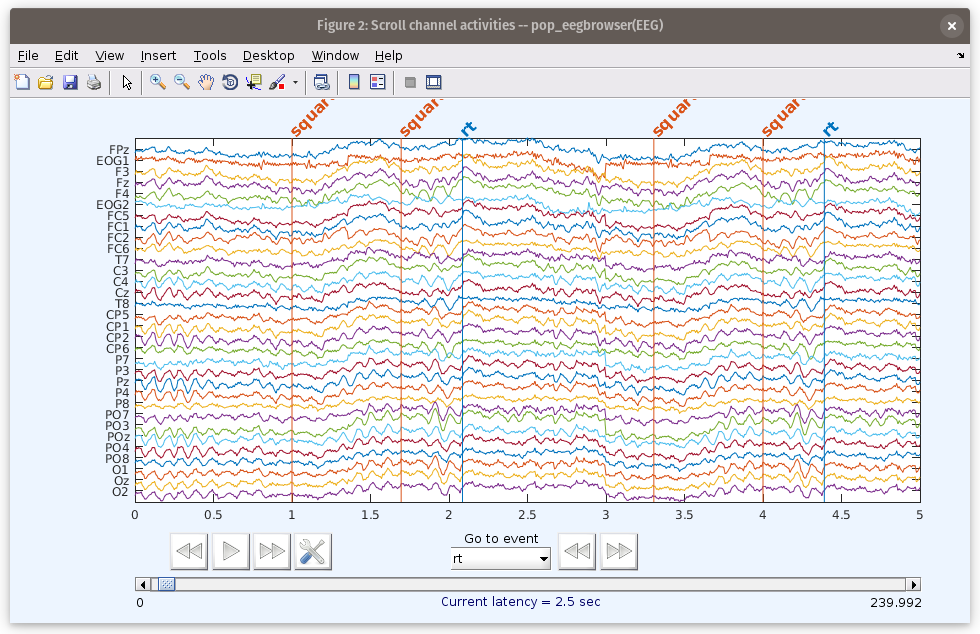 Figure 2: Scroll channel activities -- pop_eegbrowser(EEG)
File Edit View Insert Tools Desktop Window Help
squar squar rt squar squar rt
FPz
EOG1
F3
Fz
F4
EOG2
FC5
FC1
FC2
FC6
T7
C3
C4
Cz
T8
CP5
CP1
CP2
CP6
P7
P3
Pz
P4
P8
PO7
PO3
POz
PO4
PO8
O1
Oz
O2
0 0.5 1 1.5 2 2.5 3 3.5 4 4.5 5
Go to event
rt
0 Current latency = 2.5 sec 239.992